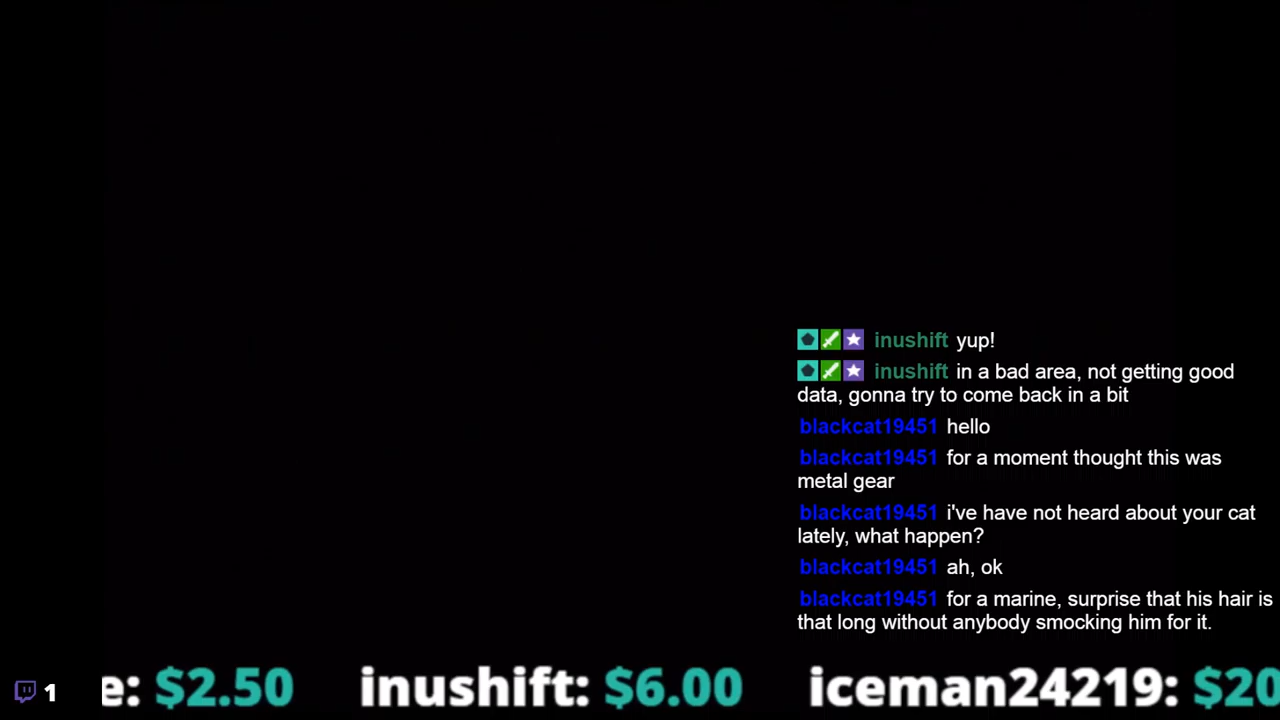 inushift yup!
inushift in a bad area, not getting good
data, gonna try to come back in a bit
blackcat19451 hello
blackcat19451 for a moment thought this was
metal gear
blackcat19451 i've have not heard about your cat
lately, what happen?
blackcat19451 ah, ok
blackcat19451 for a marine, surprise that his hair is
that long without anybody smocking him for it.
1 e: $2.50 inushift: $6.00 iceman24219: $20